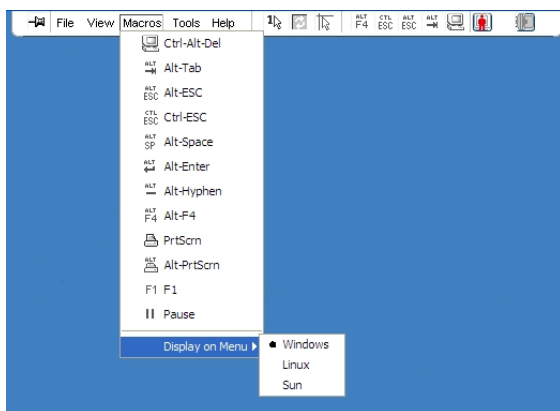 File View Macros Tools Help 1 ALT F4 CTL ESC ALT ESC ALT
Ctrl-Alt-Del
ALT Alt-Tab
ALT ESC Alt-ESC
CTL ESC Ctrl-ESC
ALT SP Alt-Space
ALT Alt-Enter
ALT Alt-Hyphen
ALT F4 Alt-F4
PrtScrn
ALT Alt-PrtScrn
F1 F1
Pause
Display on Menu
Windows
Linux
Sun